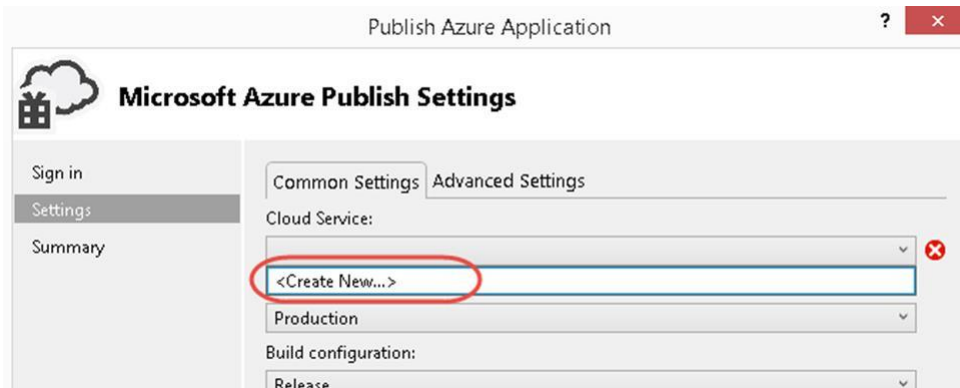 Publish Azure Application
?
Microsoft Azure Publish Settings
Sign in
Settings
Summary
Common Settings
Advanced Settings
Cloud Service:
<Create New...>
Production
Build configuration:
Release